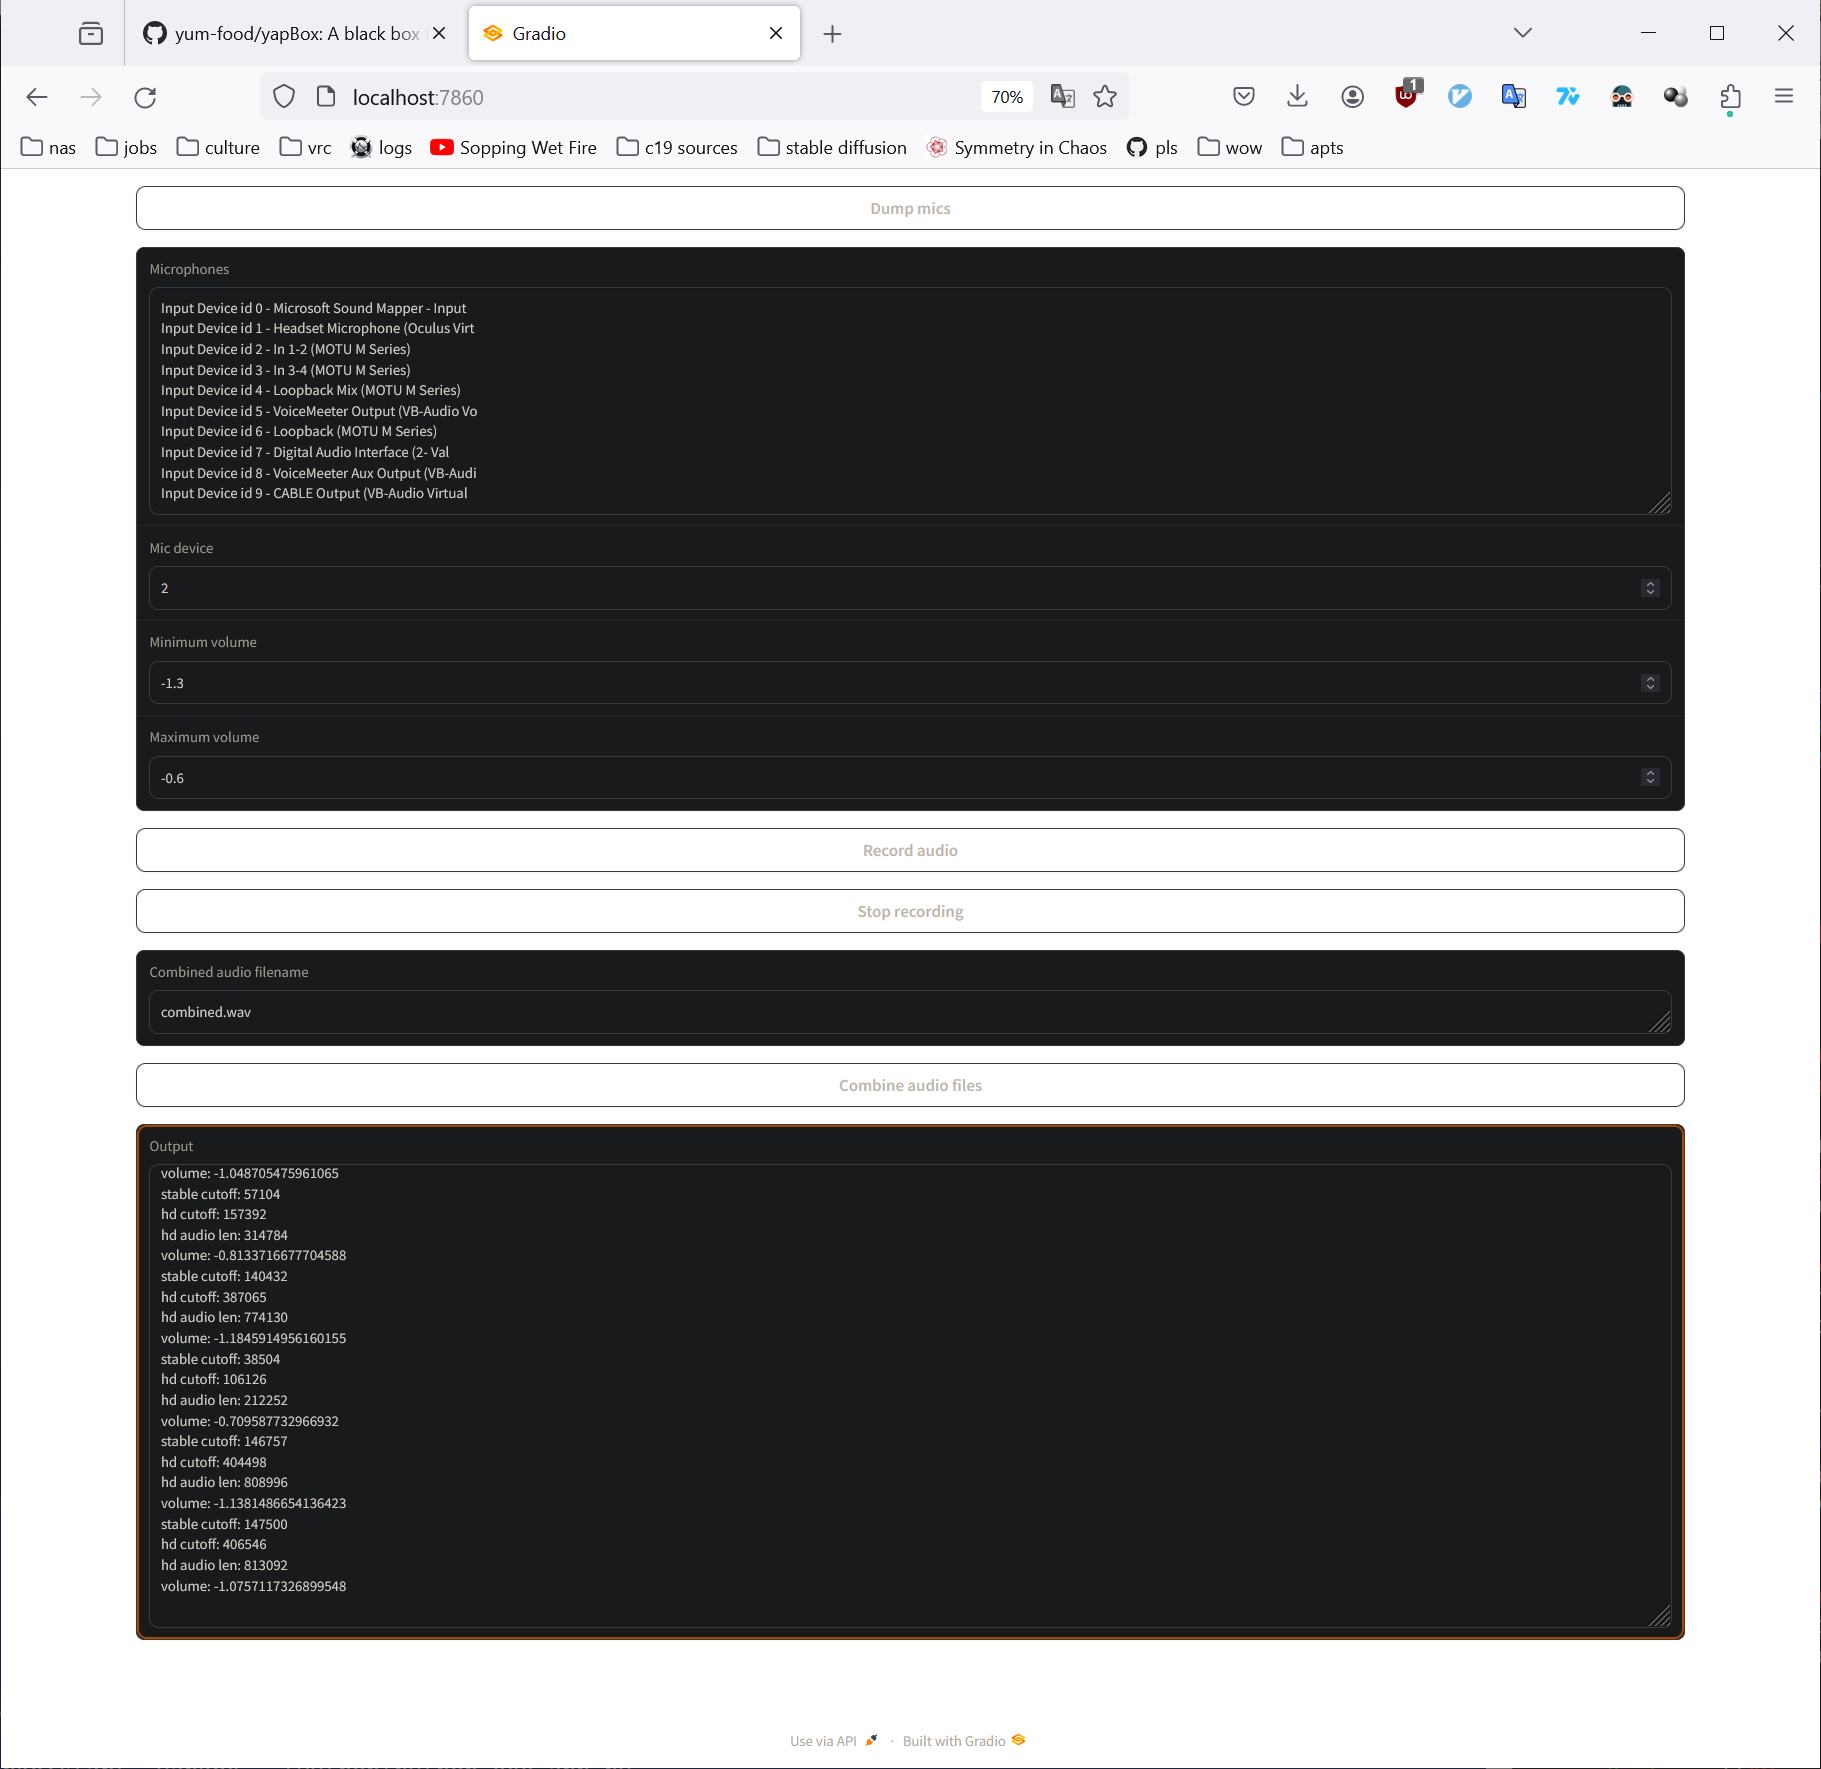 yum-food/yapBox: A black box
Gradio
localhost:7860
70%
1
nas
jobs
culture
vrc
logs
Sopping Wet Fire
c19 sources
stable diffusion
Symmetry in Chaos
pls
wow
apts
Dump mics
Microphones
Input Device id 0 - Microsoft Sound Mapper - Input
Input Device id 1 - Headset Microphone (Oculus Virt
Input Device id 2 - In 1-2 (MOTU M Series)
Input Device id 3 - In 3-4 (MOTU M Series)
Input Device id 4 - Loopback Mix (MOTU M Series)
Input Device id 5 - VoiceMeeter Output (VB-Audio Vo
Input Device id 6 - Loopback (MOTU M Series)
Input Device id 7 - Digital Audio Interface (2- Val
Input Device id 8 - VoiceMeeter Aux Output (VB-Audi
Input Device id 9 - CABLE Output (VB-Audio Virtual
Mic device
2
Minimum volume
-1.3
Maximum volume
-0.6
Record audio
Stop recording
Combined audio filename
combined.wav
Combine audio files
Output
volume: -1.048705475961065
stable cutoff: 57104
hd cutoff: 157392
hd audio len: 314784
volume: -0.8133716677704588
stable cutoff: 140432
hd cutoff: 387065
hd audio len: 774130
volume: -1.1845914956160155
stable cutoff: 38504
hd cutoff: 106126
hd audio len: 212252
volume: -0.709587732966932
stable cutoff: 146757
hd cutoff: 404498
hd audio len: 808996
volume: -1.1381486654136423
stable cutoff: 147500
hd cutoff: 406546
hd audio len: 813092
volume: -1.0757117326899548
Use via API · Built with Gradio